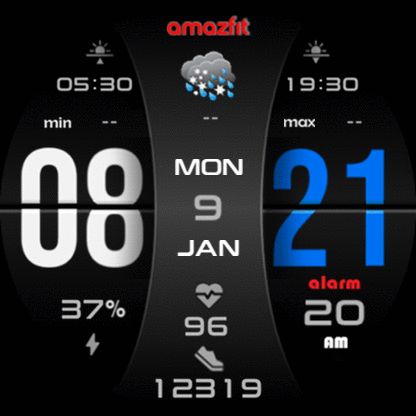 amazfit
05:30
19:30
--
min --
max --
MON
08
9
21
JAN
alarm
37%
96
20
AM
12319